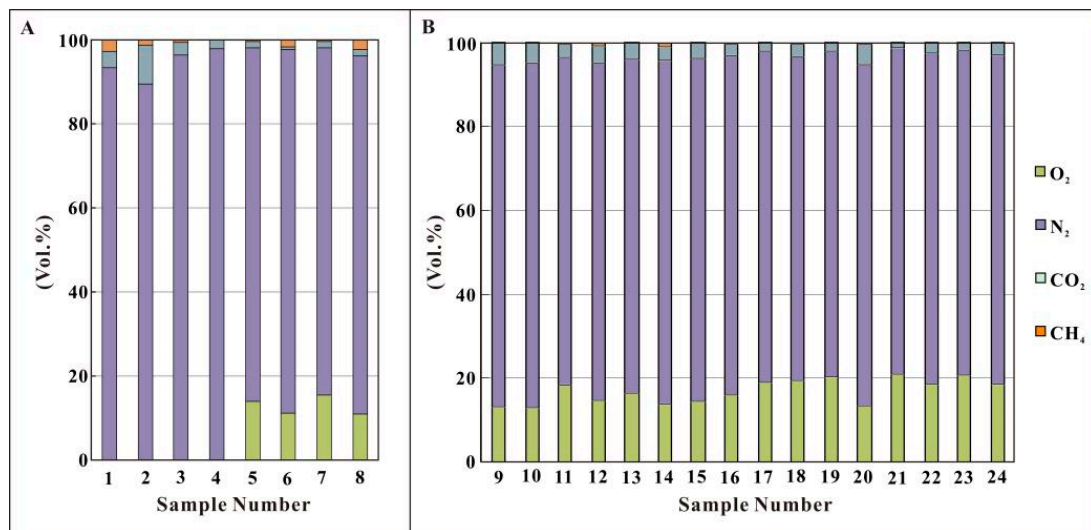 A
100
80
60
40
20
0
(Vol.%)
1 2 3 4 5 6 7 8
Sample Number
B
100
80
60
40
20
0
(Vol.%)
9 10 11 12 13 14 15 16 17 18 19 20 21 22 23 24
Sample Number
O₂
N₂
CO₂
CH₄